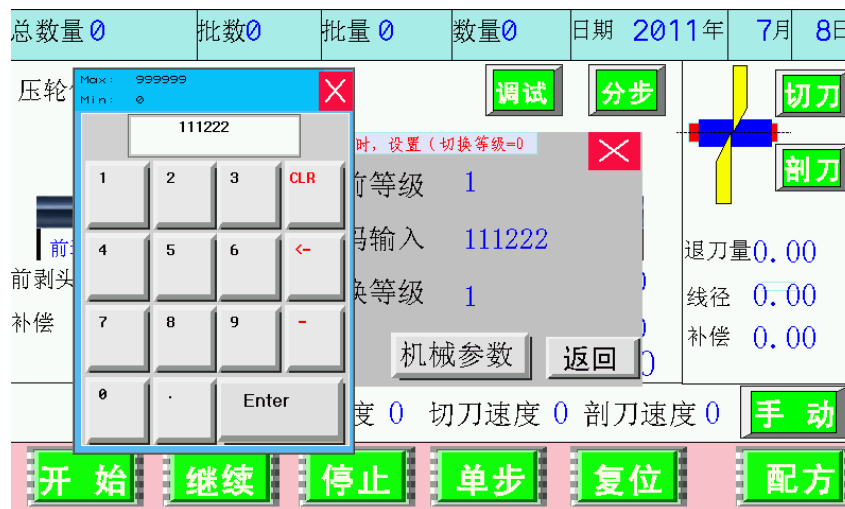 总数量 0 批数 0 批量 0 数量 0 日期 2011年 7月 8日
压轮 调试 分步 切刀
Max: 999999
Min: 0
111222
时，设置（切换等级=0
1 2 3 CLR
前等级 1
剖刀
4 5 6 <-
码输入 111222
前
退刀量 0.00
前剥头
换等级 1
线径 0.00
补偿
7 8 9 -
补偿 0.00
机械参数 返回
0 . Enter
度 0 切刀速度 0 剖刀速度 0 手 动
开 始 继续 停止 单步 复位 配方